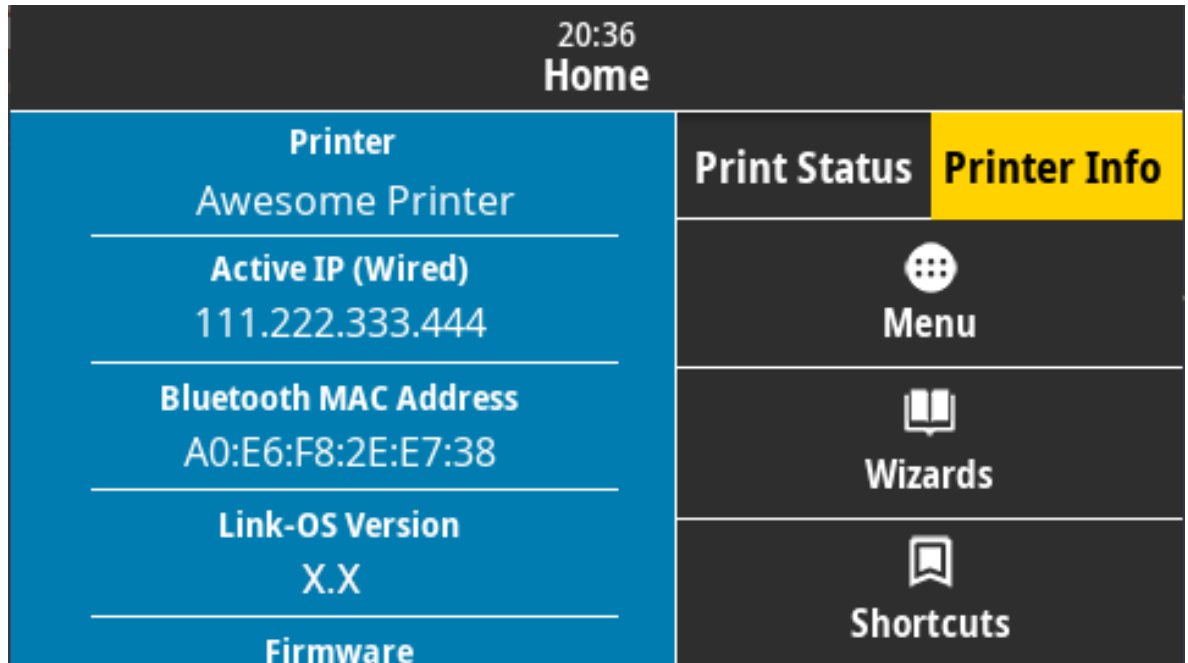 20:36
Home
Printer
Awesome Printer
Active IP (Wired)
111.222.333.444
Bluetooth MAC Address
A0:E6:F8:2E:E7:38
Link-OS Version
X.X
Firmware
Print Status
Printer Info
Menu
Wizards
Shortcuts